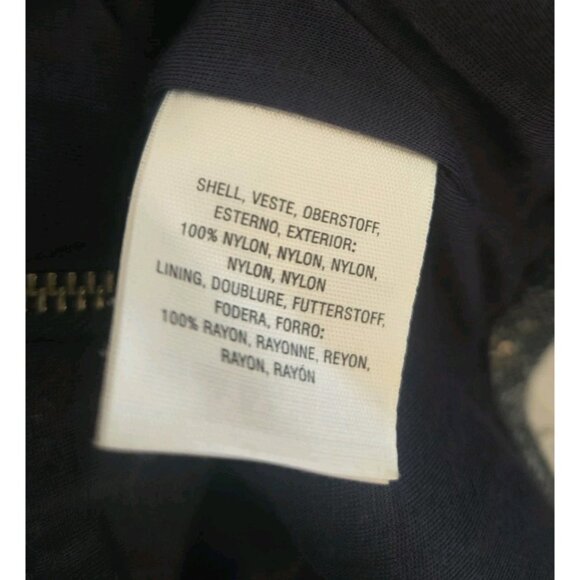 SHELL, VESTE, OBERSTOFF,
ESTERNO, EXTERIOR:
100% NYLON, NYLON, NYLON,
NYLON, NYLON
LINING, DOUBLURE, FUTTERSTOFF,
FODERA, FORRO:
100% RAYON, RAYONNE, REYON,
RAYON, RAYÓN